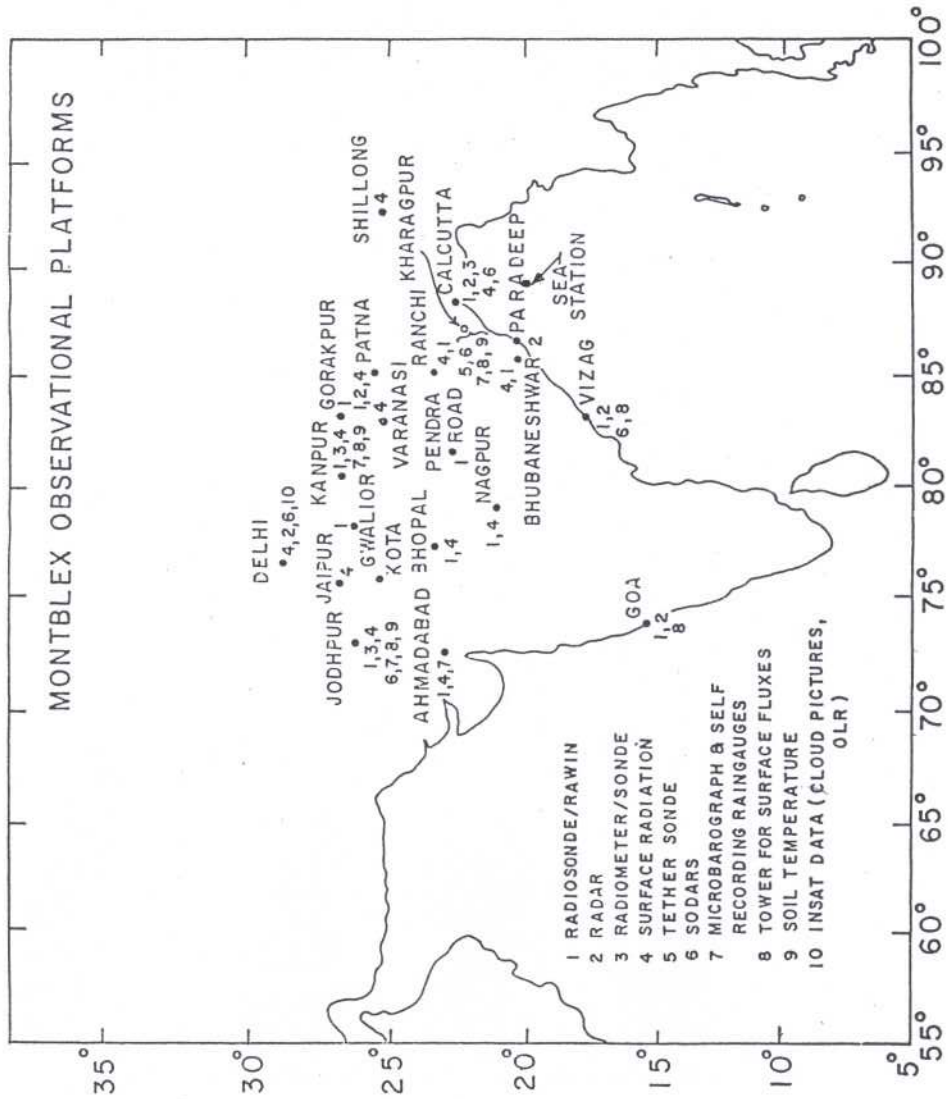 MONTBLEX OBSERVATIONAL PLATFORMS
DELHI
4,2,6,10
JODHPUR
1,3,4
6,7,8,9
JAIPUR
4
KANPUR
1,3,4
7,8,9
GORAKPUR
1
GWALIOR
1
PATNA
1,2,4
SHILLONG
4
KOTA
VARANASI
4
AHMADABAD
1,4,7
BHOPAL
1,4
PENDRA
ROAD
1
RANCHI
4,1
KHARAGPUR
5,6
7,8,9
CALCUTTA
1,2,3
4,6
NAGPUR
1,4
BHUBANESHWAR
4,1
PARADEEP
2
SEA
STATION
VIZAG
1,2
6,8
GOA
1,2
8
1 RADIOSONDE/RAWIN
2 RADAR
3 RADIOMETER/SONDE
4 SURFACE RADIATION
5 TETHER SONDE
6 SODARS
7 MICROBAROGRAPH & SELF
RECORDING RAINGAUGES
8 TOWER FOR SURFACE FLUXES
9 SOIL TEMPERATURE
10 INSAT DATA (CLOUD PICTURES,
OLR)
35°
30°
25°
20°
15°
10°
5°
55°
60°
65°
70°
75°
80°
85°
90°
95°
100°